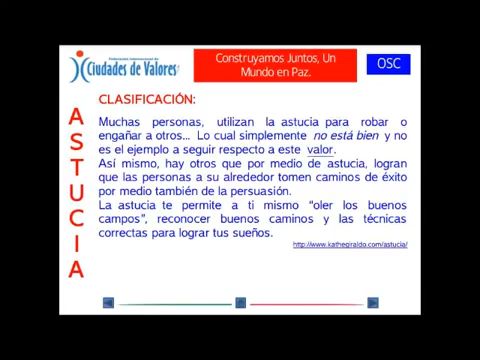 Federación Internacional de
Ciudades de Valores
Construyamos Juntos, Un
Mundo en Paz.
OSC
ASTUCIA
CLASIFICACIÓN:
Muchas personas, utilizan la astucia para robar o
engañar a otros... Lo cual simplemente no está bien y no
es el ejemplo a seguir respecto a este valor.
Así mismo, hay otros que por medio de astucia, logran
que las personas a su alrededor tomen caminos de éxito
por medio también de la persuasión.
La astucia te permite a ti mismo “oler los buenos
campos”, reconocer buenos caminos y las técnicas
correctas para lograr tus sueños.
http://www.kathegiraldo.com/astucia/